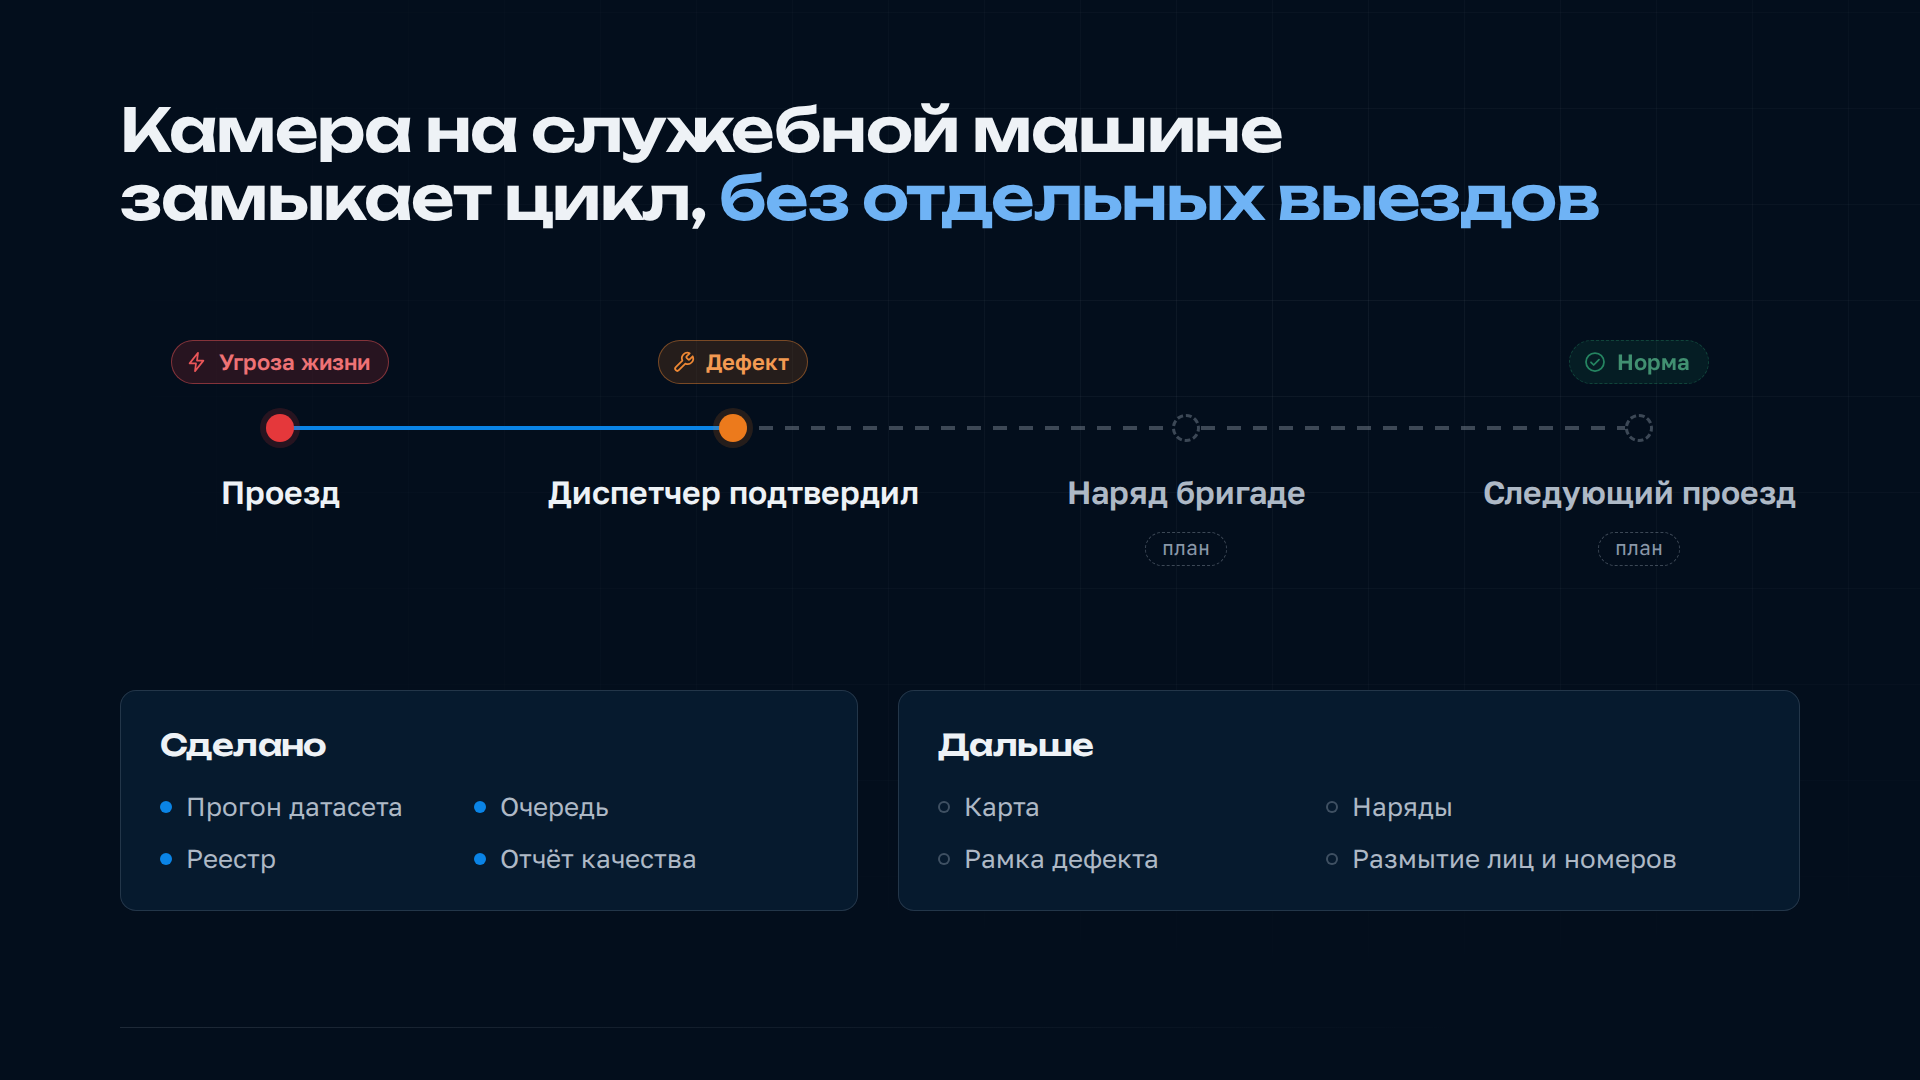 Камера на служебной машине
замыкает цикл, без отдельных выездов
Угроза жизни
Дефект
Норма
Проезд
Диспетчер подтвердил
Наряд бригаде
Следующий проезд
план
план
Сделано
Прогон датасета
Очередь
Реестр
Отчёт качества
Дальше
Карта
Наряды
Рамка дефекта
Размытие лиц и номеров